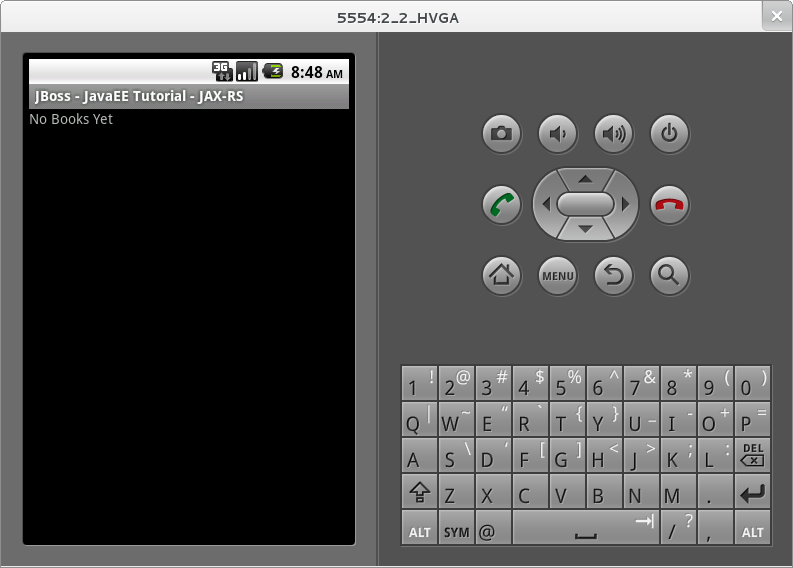 5554:2_2_HVGA
3G 8:48 AM
JBoss - JavaEE Tutorial - JAX-RS
No Books Yet
MENU
1 ! 2 @ 3 # 4 $ 5 % 6 ^ 7 & 8 * 9 ( 0 )
Q | W ~ E “ R ` T { Y } U _ I - O + P =
A S \ D ‘ F [ G ] H < J > K ; L : DEL
Z X C V B N M .
ALT SYM @ / ? , ALT